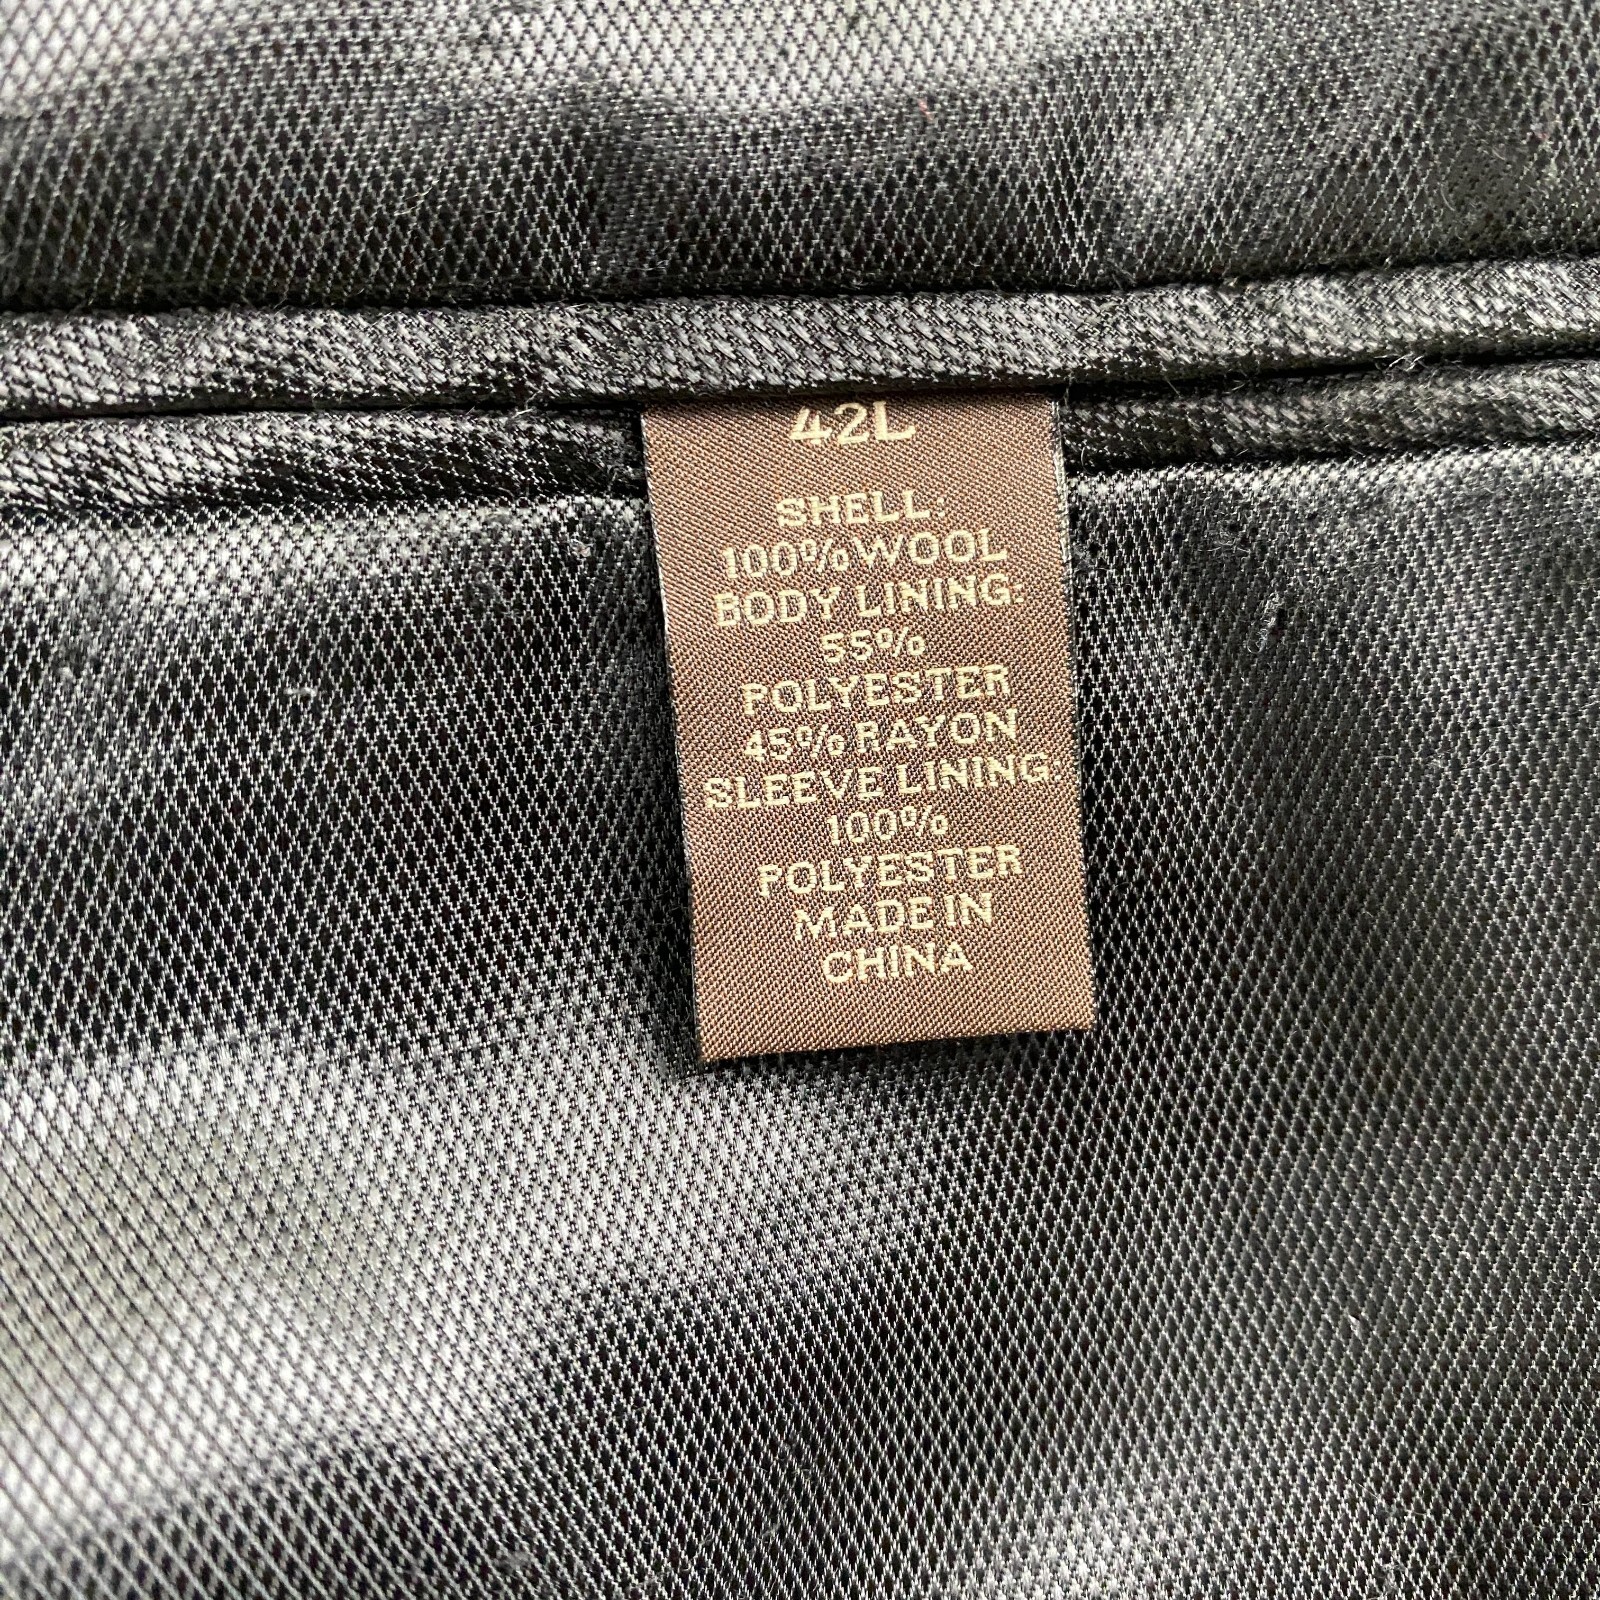 42L
SHELL:
100% WOOL
BODY LINING:
55%
POLYESTER
45% RAYON
SLEEVE LINING:
100%
POLYESTER
MADE IN
CHINA